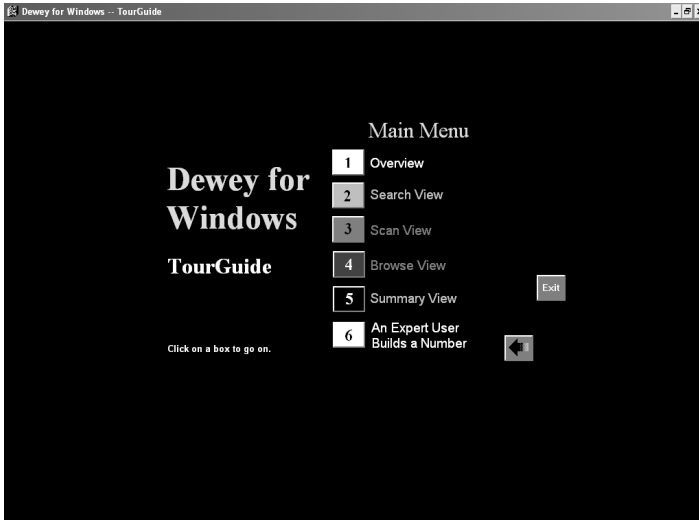 Dewey for Windows -- TourGuide
Main Menu
1 Overview
Dewey for
Windows
2 Search View
3 Scan View
TourGuide
4 Browse View
Exit
5 Summary View
6 An Expert User
Builds a Number
Click on a box to go on.